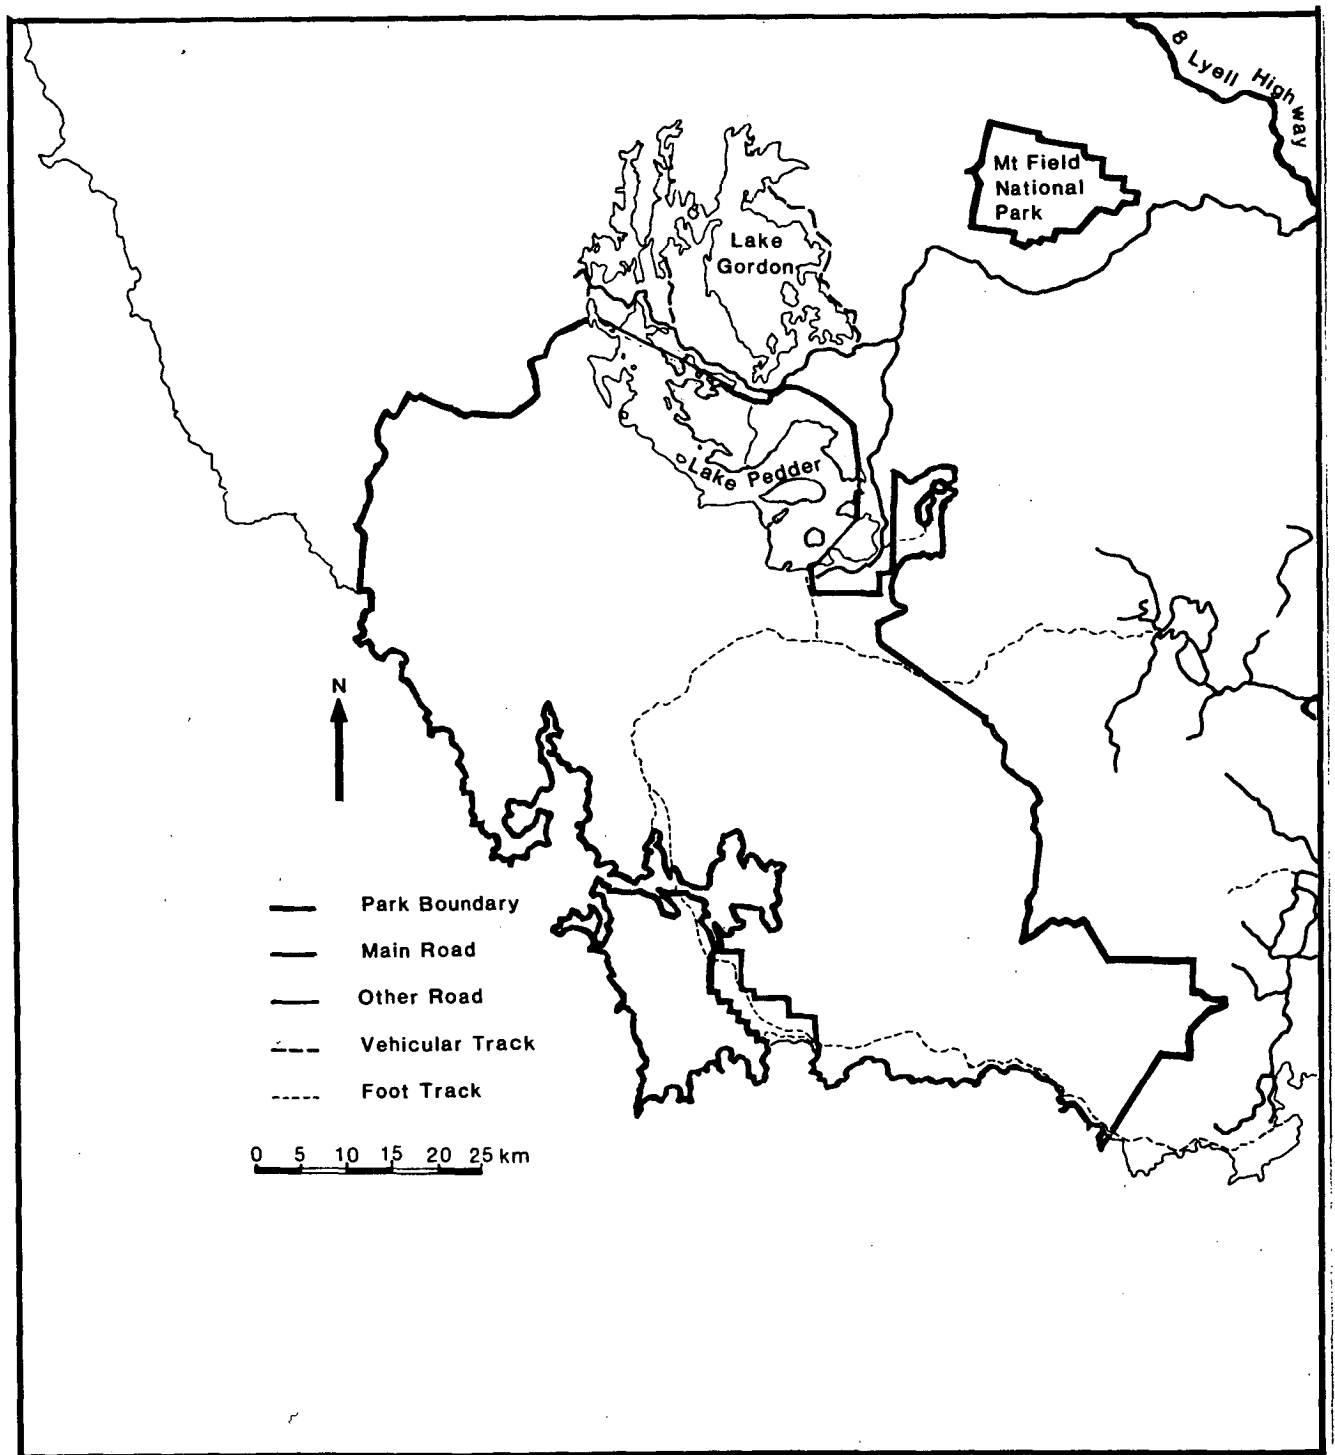 8 Lyell Highway
Mt Field
National
Park
Lake
Gordon
Lake Pedder
N
Park Boundary
Main Road
Other Road
Vehicular Track
Foot Track
0 5 10 15 20 25 km